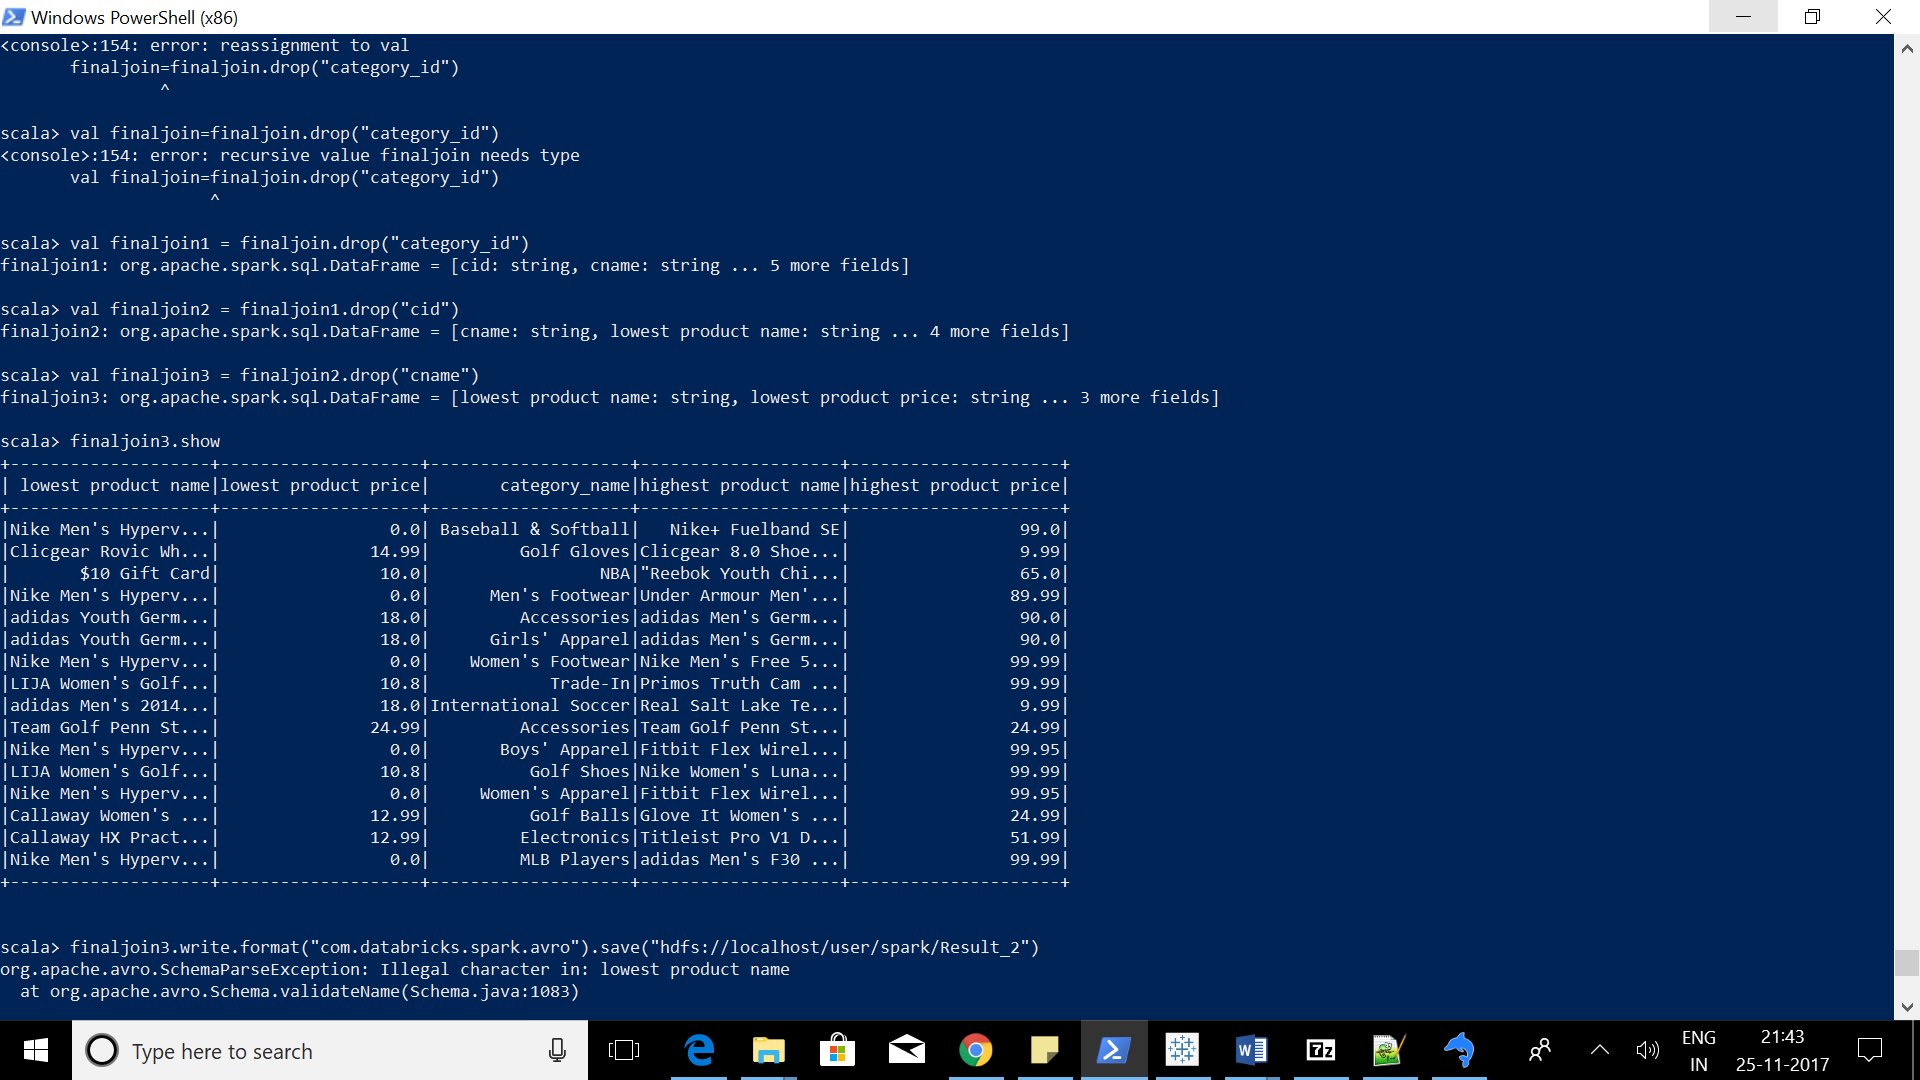 Windows PowerShell (x86)
<console>:154: error: reassignment to val
       finaljoin=finaljoin.drop("category_id")
                ^
scala> val finaljoin=finaljoin.drop("category_id")
<console>:154: error: recursive value finaljoin needs type
       val finaljoin=finaljoin.drop("category_id")
                     ^
scala> val finaljoin1 = finaljoin.drop("category_id")
finaljoin1: org.apache.spark.sql.DataFrame = [cid: string, cname: string ... 5 more fields]
scala> val finaljoin2 = finaljoin1.drop("cid")
finaljoin2: org.apache.spark.sql.DataFrame = [cname: string, lowest product name: string ... 4 more fields]
scala> val finaljoin3 = finaljoin2.drop("cname")
finaljoin3: org.apache.spark.sql.DataFrame = [lowest product name: string, lowest product price: string ... 3 more fields]
scala> finaljoin3.show
+--------------------+--------------------+--------------------+--------------------+---------------------+
| lowest product name|lowest product price|       category_name|highest product name|highest product price|
+--------------------+--------------------+--------------------+--------------------+---------------------+
|Nike Men's Hyperv...|                 0.0| Baseball & Softball|   Nike+ Fuelband SE|                 99.0|
|Clicgear Rovic Wh...|               14.99|         Golf Gloves|Clicgear 8.0 Shoe...|                 9.99|
|       $10 Gift Card|                10.0|                 NBA|"Reebok Youth Chi...|                 65.0|
|Nike Men's Hyperv...|                 0.0|      Men's Footwear|Under Armour Men'...|                89.99|
|adidas Youth Germ...|                18.0|         Accessories|adidas Men's Germ...|                 90.0|
|adidas Youth Germ...|                18.0|      Girls' Apparel|adidas Men's Germ...|                 90.0|
|Nike Men's Hyperv...|                 0.0|    Women's Footwear|Nike Men's Free 5...|                99.99|
|LIJA Women's Golf...|                10.8|            Trade-In|Primos Truth Cam ...|                99.99|
|adidas Men's 2014...|                18.0|International Soccer|Real Salt Lake Te...|                 9.99|
|Team Golf Penn St...|               24.99|         Accessories|Team Golf Penn St...|                24.99|
|Nike Men's Hyperv...|                 0.0|       Boys' Apparel|Fitbit Flex Wirel...|                99.95|
|LIJA Women's Golf...|                10.8|          Golf Shoes|Nike Women's Luna...|                99.99|
|Nike Men's Hyperv...|                 0.0|     Women's Apparel|Fitbit Flex Wirel...|                99.95|
|Callaway Women's ...|               12.99|          Golf Balls|Glove It Women's ...|                24.99|
|Callaway HX Pract...|               12.99|         Electronics|Titleist Pro V1 D...|                51.99|
|Nike Men's Hyperv...|                 0.0|         MLB Players|adidas Men's F30 ...|                99.99|
+--------------------+--------------------+--------------------+--------------------+---------------------+
scala> finaljoin3.write.format("com.databricks.spark.avro").save("hdfs://localhost/user/spark/Result_2")
org.apache.avro.SchemaParseException: Illegal character in: lowest product name
  at org.apache.avro.Schema.validateName(Schema.java:1083)
Type here to search
7z
ENG
IN
21:43
25-11-2017